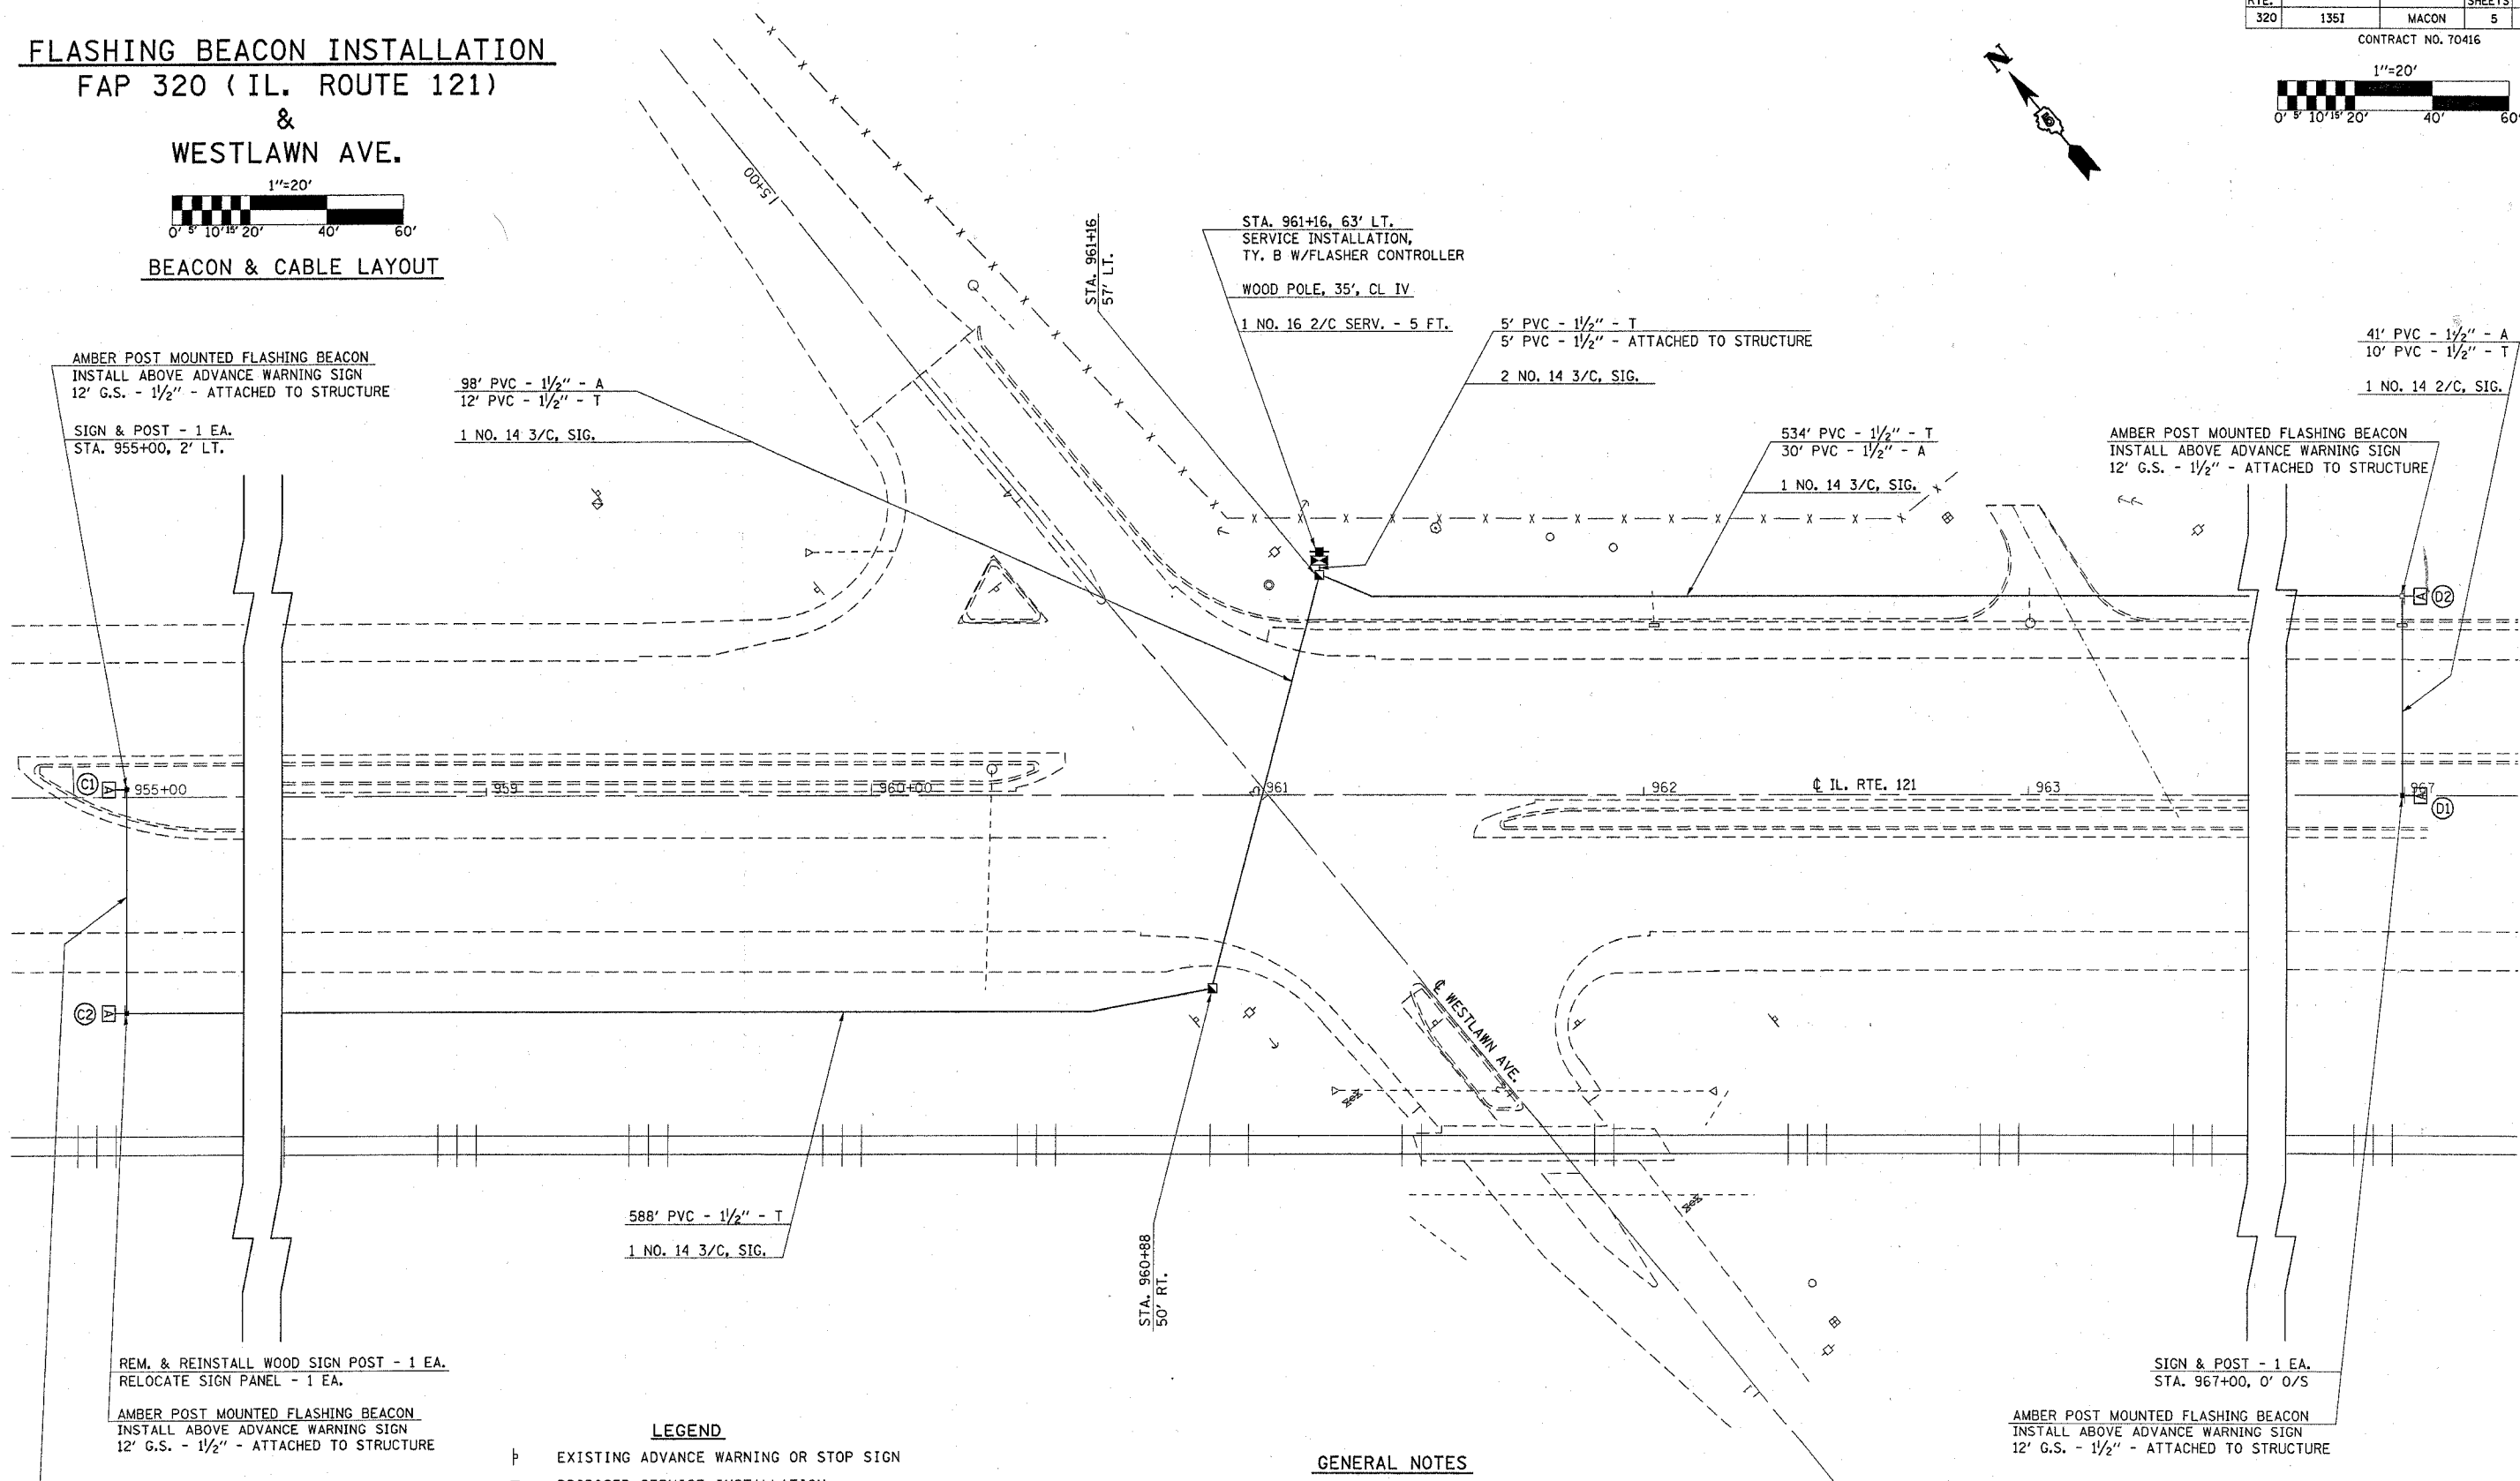 FLASHING BEACON INSTALLATION
FAP 320 (IL. ROUTE 121)
&
WESTLAWN AVE.
1"=20'
0' 5' 10' 15' 20' 40' 60'
BEACON & CABLE LAYOUT
RTE. SHEETS
320 135I MACON 5
CONTRACT NO. 70416
1"=20'
0' 5' 10' 15' 20' 40' 60'
N
15+00
AMBER POST MOUNTED FLASHING BEACON
INSTALL ABOVE ADVANCE WARNING SIGN
12' G.S. - 1½" - ATTACHED TO STRUCTURE
SIGN & POST - 1 EA.
STA. 955+00, 2' LT.
98' PVC - 1½" - A
12' PVC - 1½" - T
1 NO. 14 3/C, SIG.
STA. 961+16
57' LT.
STA. 961+16, 63' LT.
SERVICE INSTALLATION,
TY. B W/FLASHER CONTROLLER
WOOD POLE, 35', CL IV
1 NO. 16 2/C SERV. - 5 FT.
5' PVC - 1½" - T
5' PVC - 1½" - ATTACHED TO STRUCTURE
2 NO. 14 3/C, SIG.
534' PVC - 1½" - T
30' PVC - 1½" - A
1 NO. 14 3/C, SIG.
41' PVC - 1½" - A
10' PVC - 1½" - T
1 NO. 14 2/C, SIG.
AMBER POST MOUNTED FLASHING BEACON
INSTALL ABOVE ADVANCE WARNING SIGN
12' G.S. - 1½" - ATTACHED TO STRUCTURE
A D2
C1 A 955+00 959 960+00 961 962 ℄ IL. RTE. 121 963 967 A
D1
C2 A
℄ WESTLAWN AVE.
588' PVC - 1½" - T
1 NO. 14 3/C, SIG.
STA. 960+88
50' RT.
REM. & REINSTALL WOOD SIGN POST - 1 EA.
RELOCATE SIGN PANEL - 1 EA.
AMBER POST MOUNTED FLASHING BEACON
INSTALL ABOVE ADVANCE WARNING SIGN
12' G.S. - 1½" - ATTACHED TO STRUCTURE
SIGN & POST - 1 EA.
STA. 967+00, 0' O/S
AMBER POST MOUNTED FLASHING BEACON
INSTALL ABOVE ADVANCE WARNING SIGN
12' G.S. - 1½" - ATTACHED TO STRUCTURE
LEGEND
EXISTING ADVANCE WARNING OR STOP SIGN
GENERAL NOTES